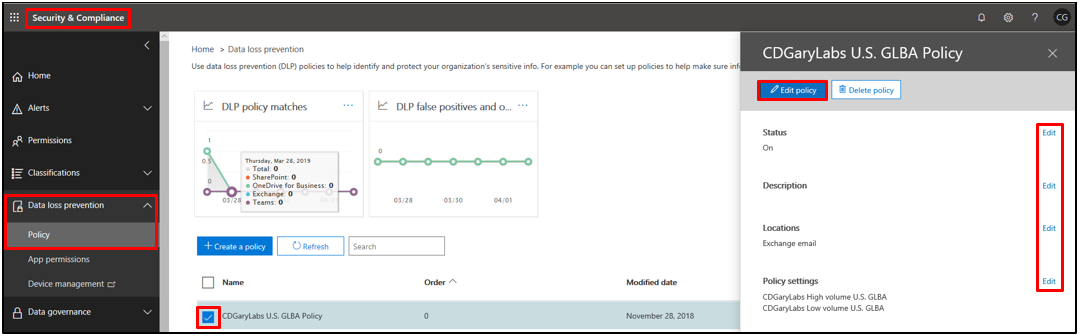 Security & Compliance
?
CG
Home
Alerts
Permissions
Classifications
Data loss prevention
Policy
App permissions
Device management
Data governance
Home > Data loss prevention
Use data loss prevention (DLP) policies to help identify and protect your organization's sensitive info. For example you can set up policies to help make sure info
DLP policy matches ...
1
0.5
0
Thursday, Mar 28, 2019
Total: 0
SharePoint: 0
OneDrive for Business: 0
Exchange: 0
Teams: 0
03/28
DLP false positives and o... ...
0
03/28 03/30 04/01
+ Create a policy
Refresh
Search
Name Order Modified date
CDGaryLabs U.S. GLBA Policy 0 November 28, 2018
CDGaryLabs U.S. GLBA Policy
Edit policy
Delete policy
Status Edit
On
Description Edit
Locations Edit
Exchange email
Policy settings Edit
CDGaryLabs High volume U.S. GLBA
CDGaryLabs Low volume U.S. GLBA